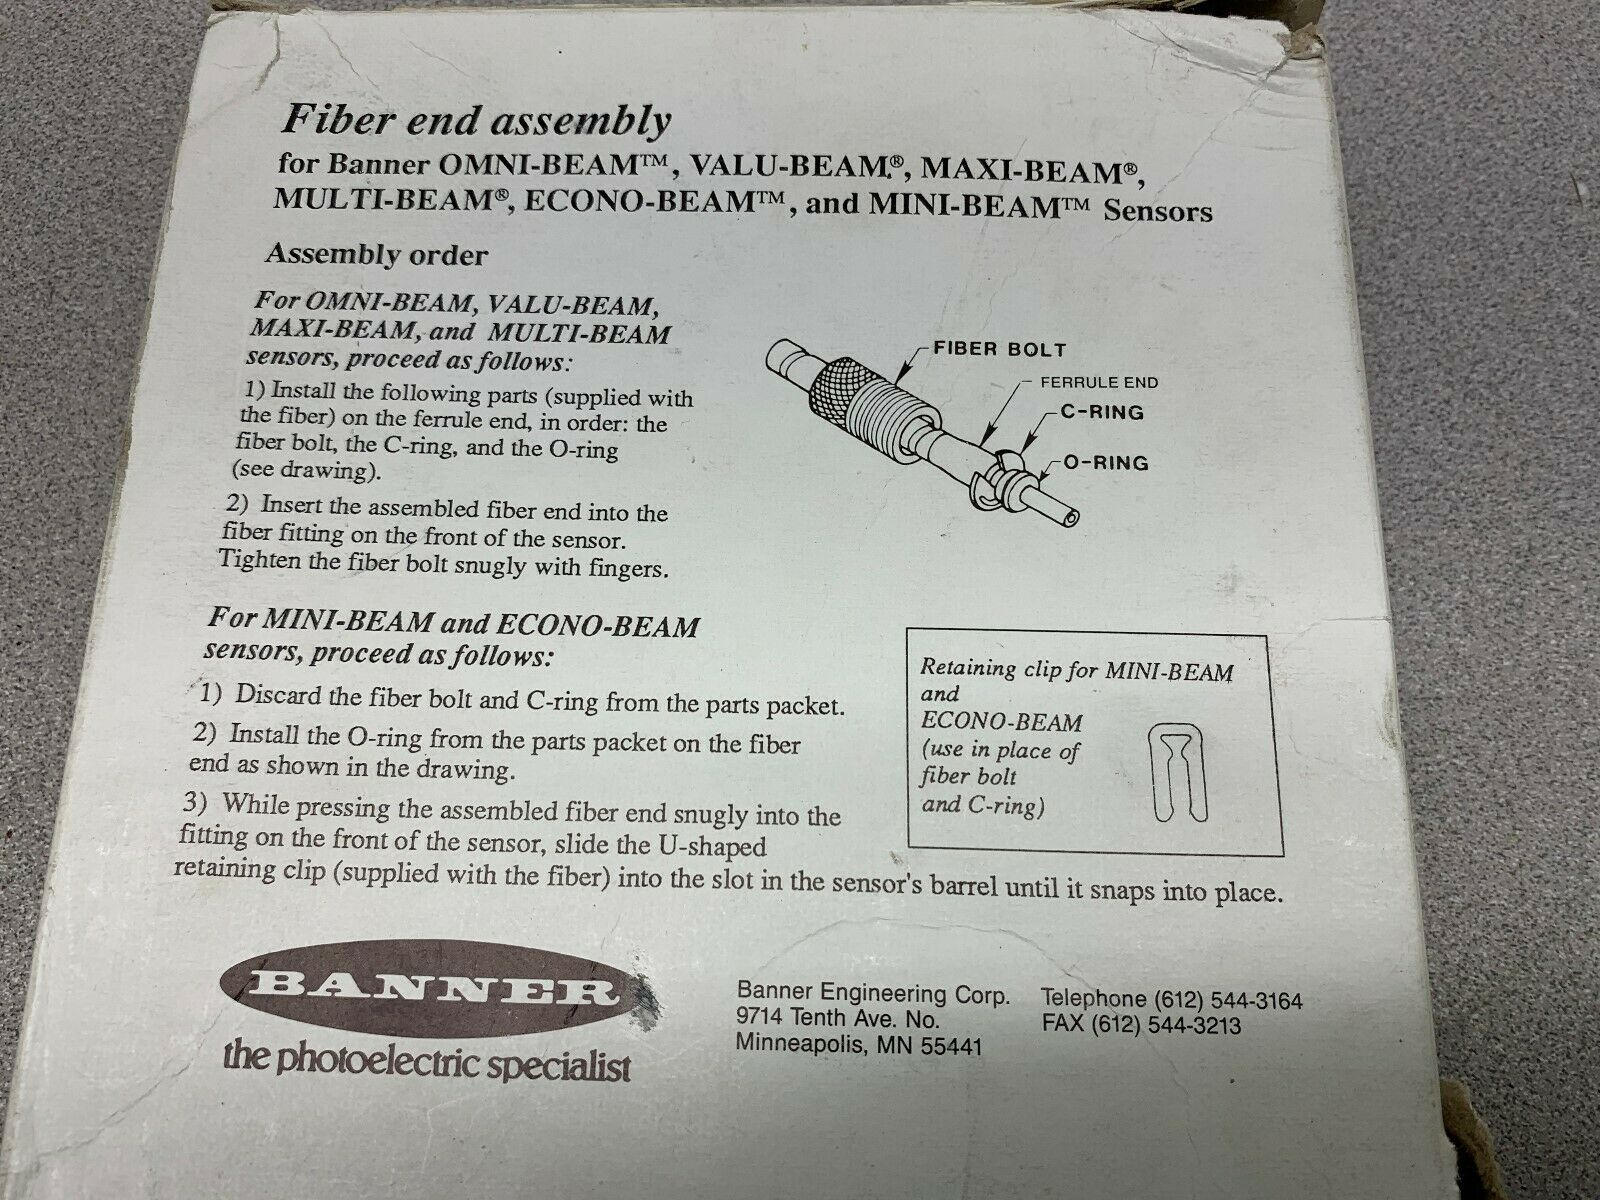 Fiber end assembly
for Banner OMNI-BEAM™, VALU-BEAM®, MAXI-BEAM®,
MULTI-BEAM®, ECONO-BEAM™, and MINI-BEAM™ Sensors
Assembly order
For OMNI-BEAM, VALU-BEAM,
MAXI-BEAM, and MULTI-BEAM
sensors, proceed as follows:
1) Install the following parts (supplied with
the fiber) on the ferrule end, in order: the
fiber bolt, the C-ring, and the O-ring
(see drawing).
2) Insert the assembled fiber end into the
fiber fitting on the front of the sensor.
Tighten the fiber bolt snugly with fingers.
FIBER BOLT
FERRULE END
C-RING
O-RING
For MINI-BEAM and ECONO-BEAM
sensors, proceed as follows:
1) Discard the fiber bolt and C-ring from the parts packet.
2) Install the O-ring from the parts packet on the fiber
end as shown in the drawing.
3) While pressing the assembled fiber end snugly into the
fitting on the front of the sensor, slide the U-shaped
retaining clip (supplied with the fiber) into the slot in the sensor's barrel until it snaps into place.
Retaining clip for MINI-BEAM
and
ECONO-BEAM
(use in place of
fiber bolt
and C-ring)
BANNER
the photoelectric specialist
Banner Engineering Corp.
9714 Tenth Ave. No.
Minneapolis, MN 55441
Telephone (612) 544-3164
FAX (612) 544-3213